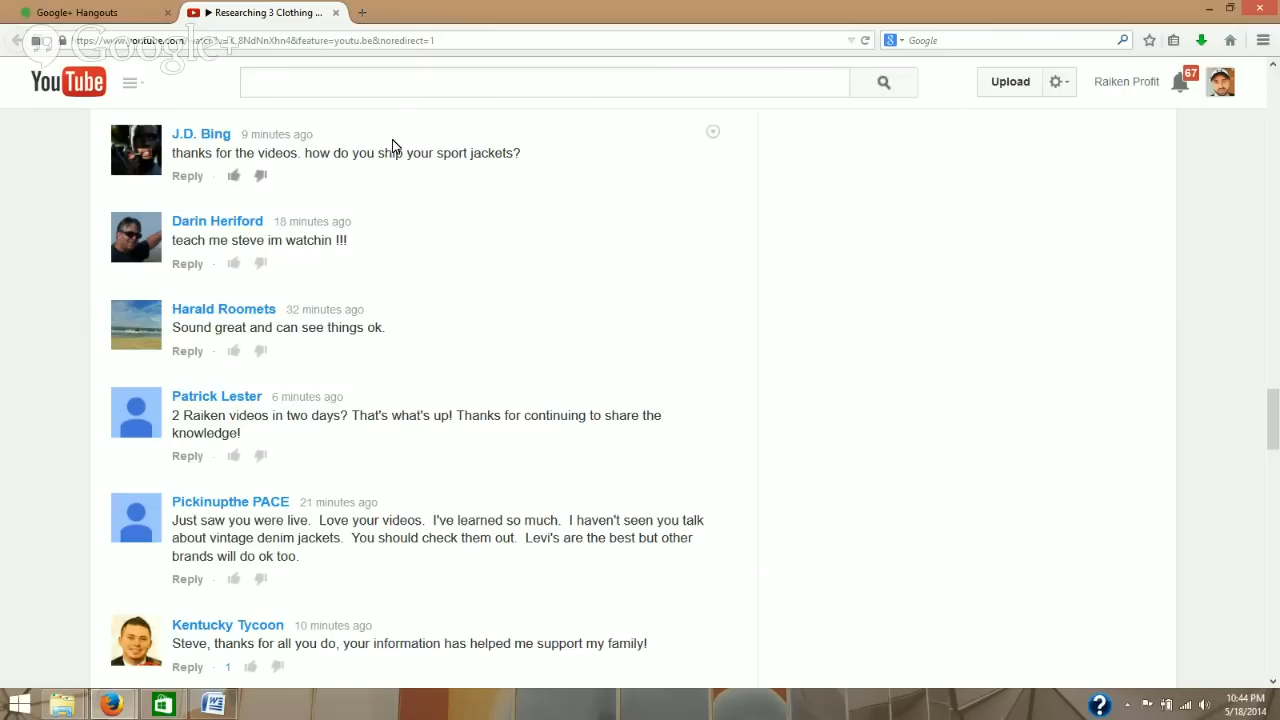 Google+ Hangouts
▶ Researching 3 Clothing ...
Google+
Google
YouTube
Upload
Raiken Profit
67
J.D. Bing 9 minutes ago
thanks for the videos. how do you ship your sport jackets?
Reply
Darin Heriford 18 minutes ago
teach me steve im watchin !!!
Reply
Harald Roomets 32 minutes ago
Sound great and can see things ok.
Reply
Patrick Lester 6 minutes ago
2 Raiken videos in two days? That's what's up! Thanks for continuing to share the
knowledge!
Reply
Pickinupthe PACE 21 minutes ago
Just saw you were live. Love your videos. I've learned so much. I haven't seen you talk
about vintage denim jackets. You should check them out. Levi's are the best but other
brands will do ok too.
Reply
Kentucky Tycoon 10 minutes ago
Steve, thanks for all you do, your information has helped me support my family!
Reply · 1
10:44 PM
5/18/2014